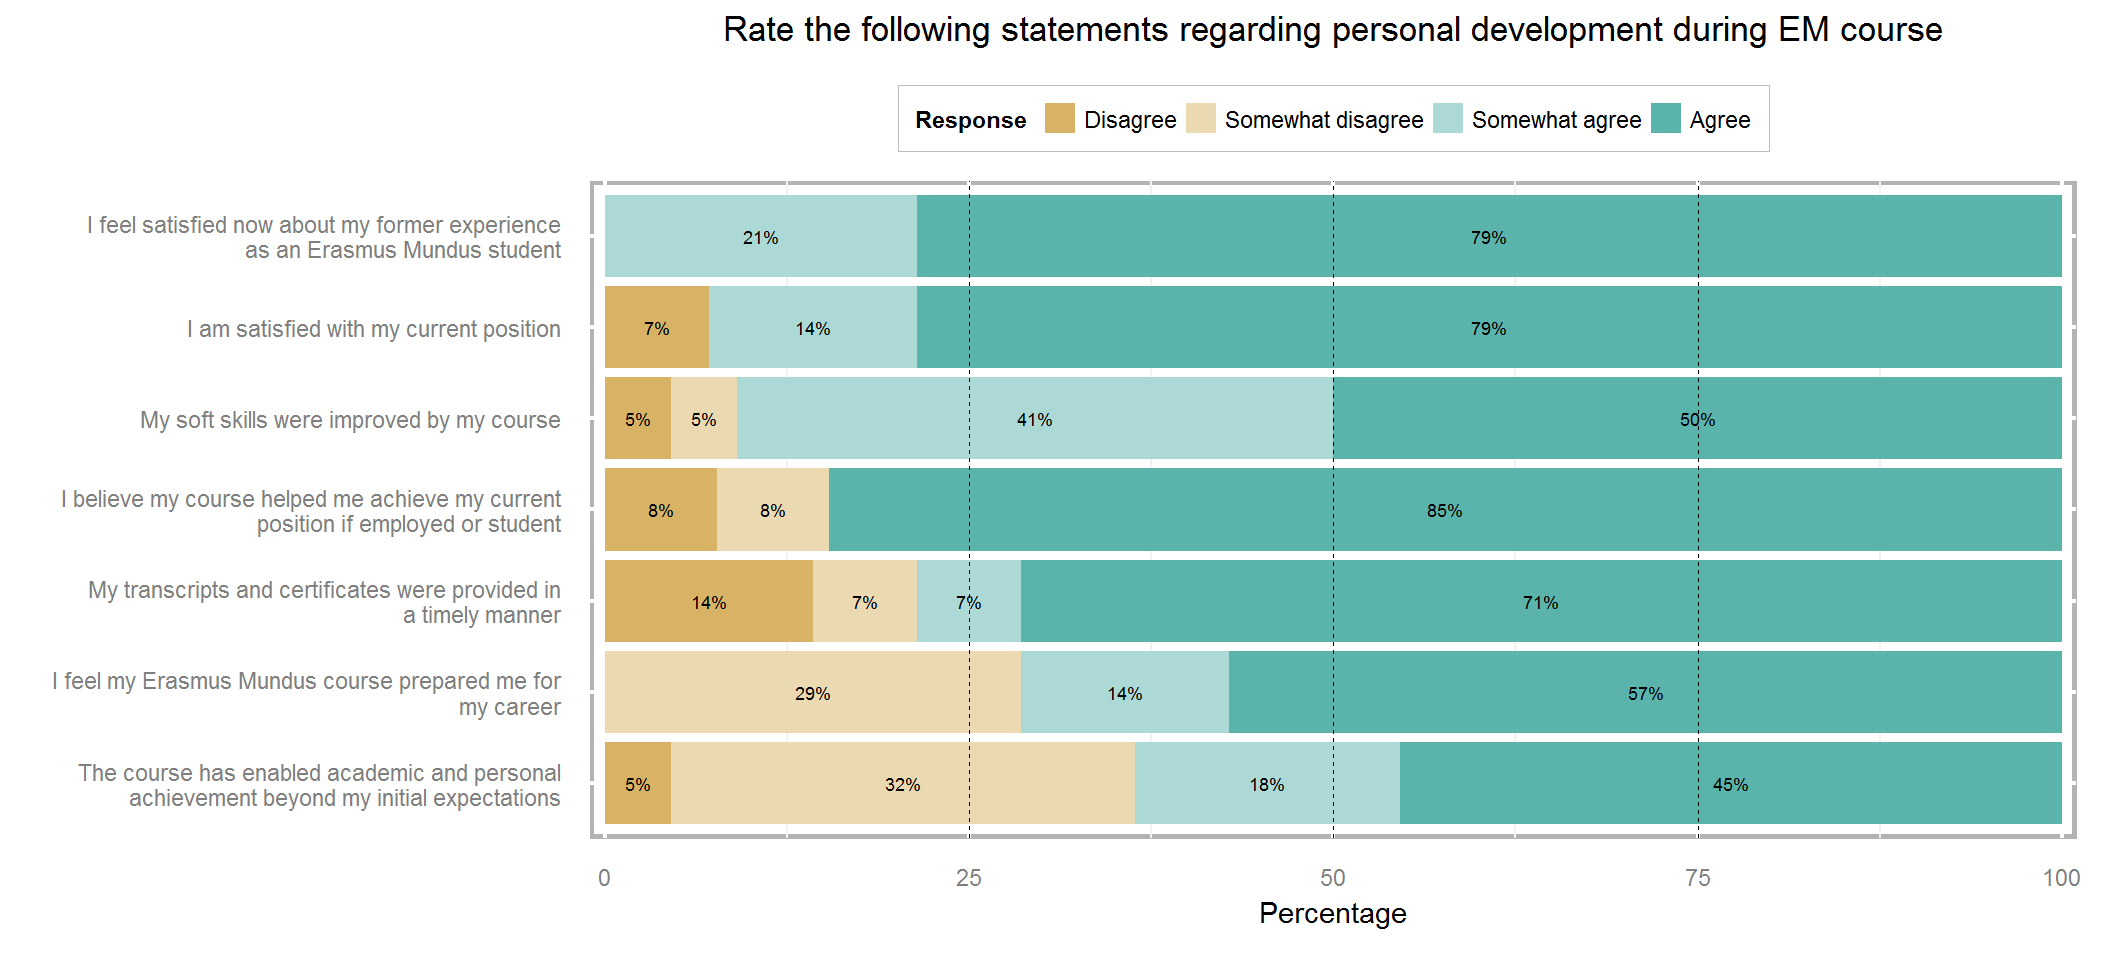 Rate the following statements regarding personal development during EM course
Response Disagree Somewhat disagree Somewhat agree Agree
I feel satisfied now about my former experience
as an Erasmus Mundus student
21% 79%
I am satisfied with my current position
7% 14% 79%
My soft skills were improved by my course
5% 5% 41% 50%
I believe my course helped me achieve my current
position if employed or student
8% 8% 85%
My transcripts and certificates were provided in
a timely manner
14% 7% 7% 71%
I feel my Erasmus Mundus course prepared me for
my career
29% 14% 57%
The course has enabled academic and personal
achievement beyond my initial expectations
5% 32% 18% 45%
0 25 50 75 100
Percentage